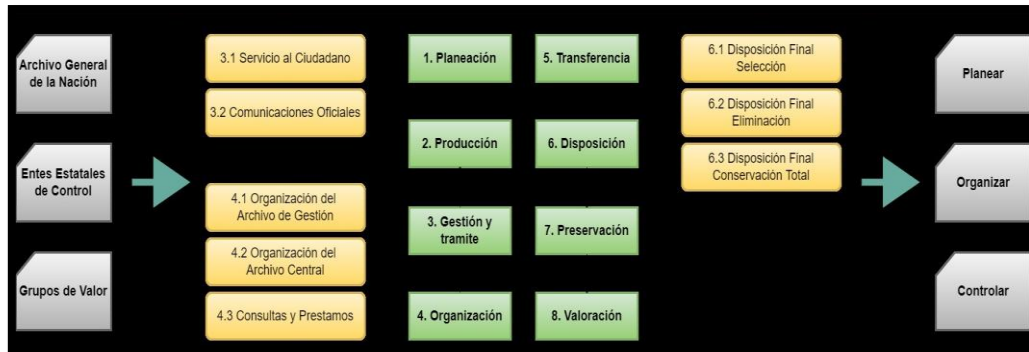 Archivo General
de la Nación
Entes Estatales
de Control
Grupos de Valor
3.1 Servicio al Ciudadano
3.2 Comunicaciones Oficiales
4.1 Organización del
Archivo de Gestión
4.2 Organización del
Archivo Central
4.3 Consultas y Prestamos
1. Planeación
2. Producción
3. Gestión y
tramite
4. Organización
5. Transferencia
6. Disposición
7. Preservación
8. Valoración
6.1 Disposición Final
Selección
6.2 Disposición Final
Eliminación
6.3 Disposición Final
Conservación Total
Planear
Organizar
Controlar